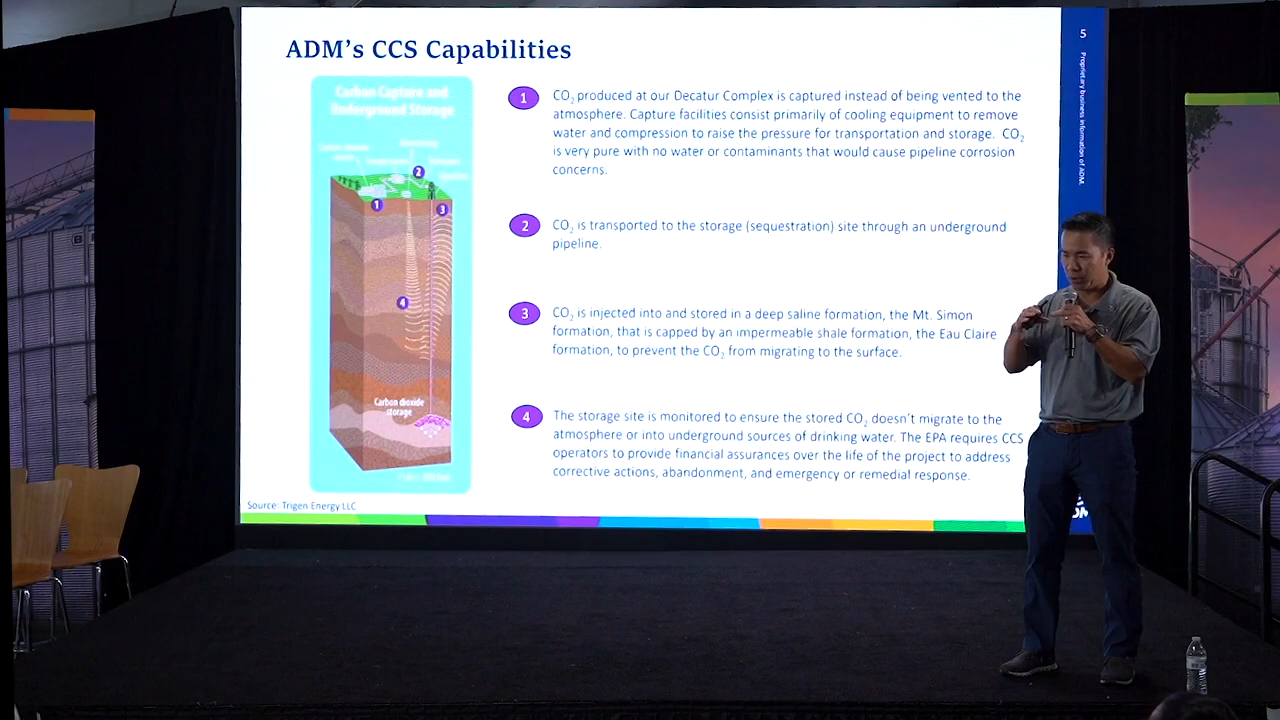 ADM's CCS Capabilities
5
Proprietary business information of ADM.
Carbon Capture and
Underground Storage
1
CO₂ produced at our Decatur Complex is captured instead of being vented to the
atmosphere. Capture facilities consist primarily of cooling equipment to remove
water and compression to raise the pressure for transportation and storage. CO₂
is very pure with no water or contaminants that would cause pipeline corrosion
concerns.
2
CO₂ is transported to the storage (sequestration) site through an underground
pipeline.
3
CO₂ is injected into and stored in a deep saline formation, the Mt. Simon
formation, that is capped by an impermeable shale formation, the Eau Claire
formation, to prevent the CO₂ from migrating to the surface.
4
The storage site is monitored to ensure the stored CO₂ doesn't migrate to the
atmosphere or into underground sources of drinking water. The EPA requires CCS
operators to provide financial assurances over the life of the project to address
corrective actions, abandonment, and emergency or remedial response.
2
1
3
4
Carbon dioxide
storage
Source: Trigen Energy LLC